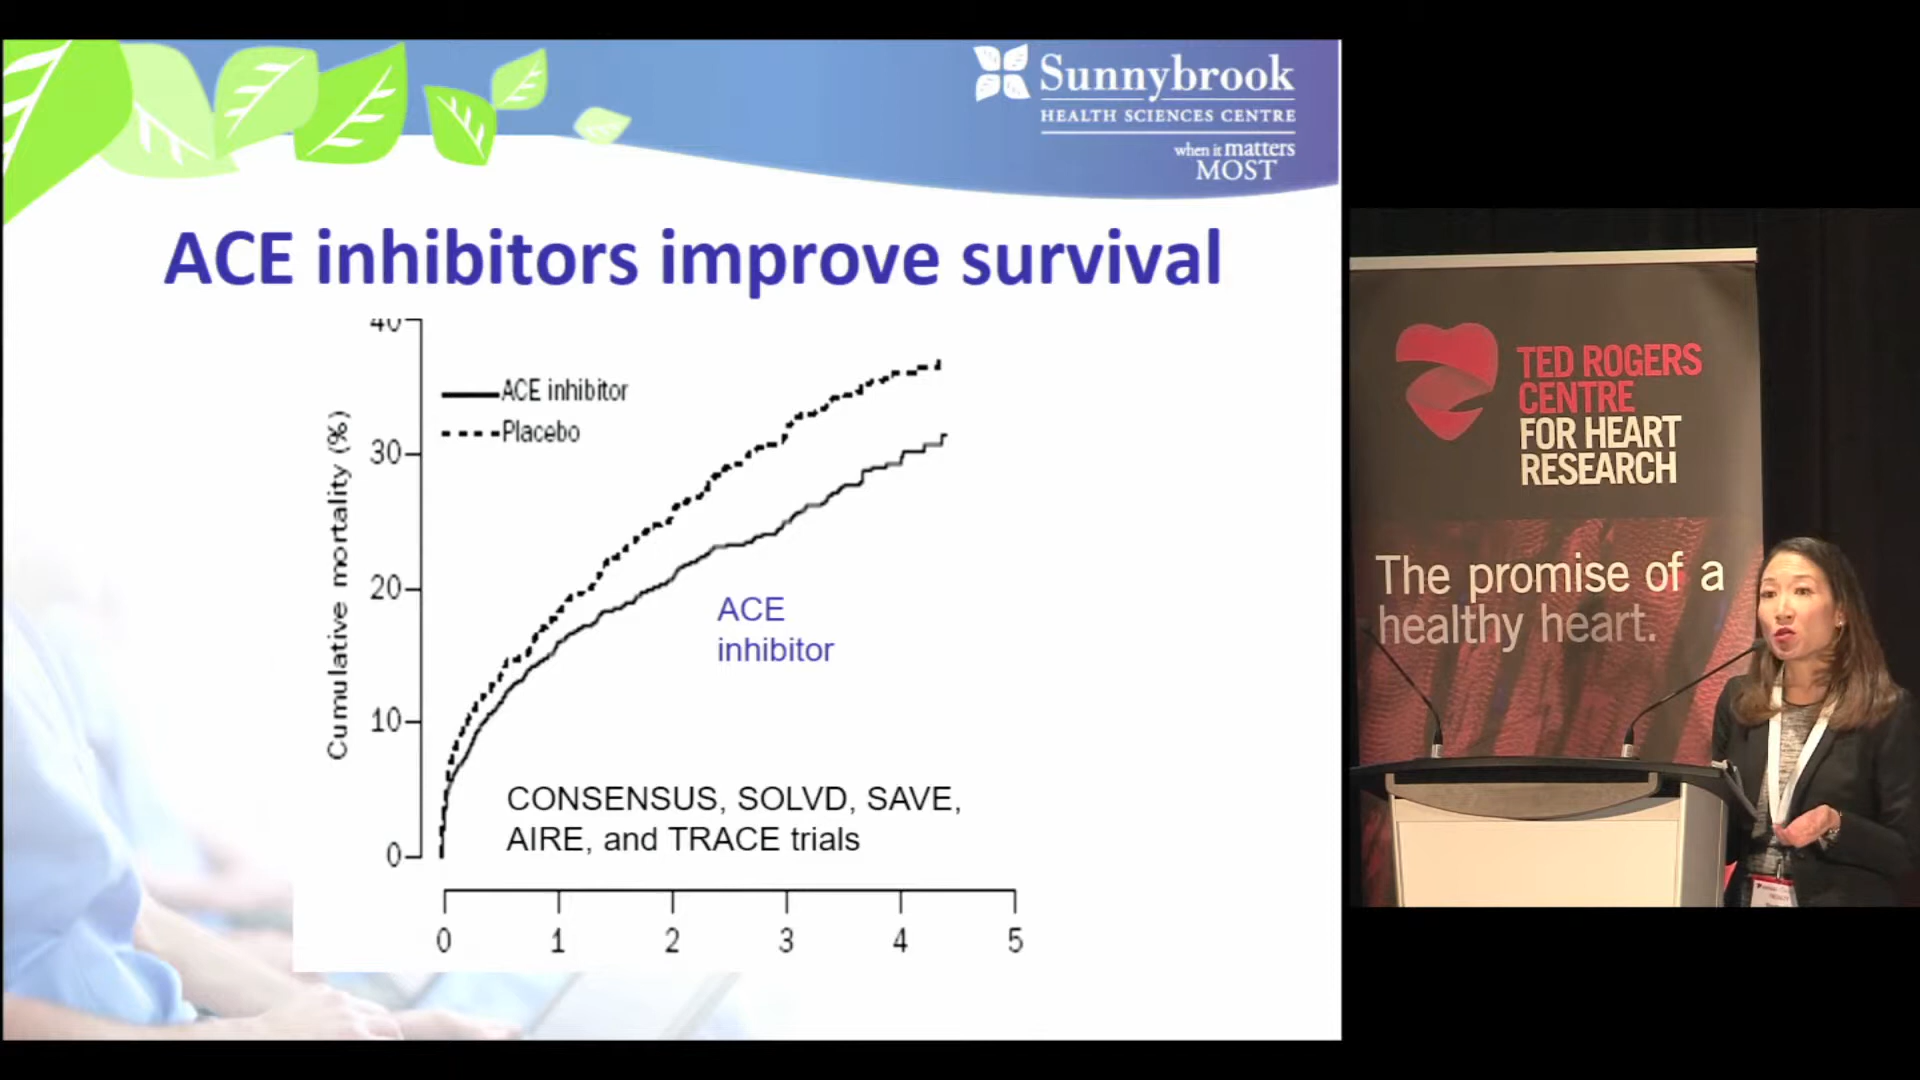 Sunnybrook
HEALTH SCIENCES CENTRE
when it matters
MOST
ACE inhibitors improve survival
40
ACE inhibitor
Placebo
30
20
10
0
Cumulative mortality (%)
ACE
inhibitor
CONSENSUS, SOLVD, SAVE,
AIRE, and TRACE trials
0 1 2 3 4 5
TED ROGERS
CENTRE
FOR HEART
RESEARCH
The promise of a
healthy heart.